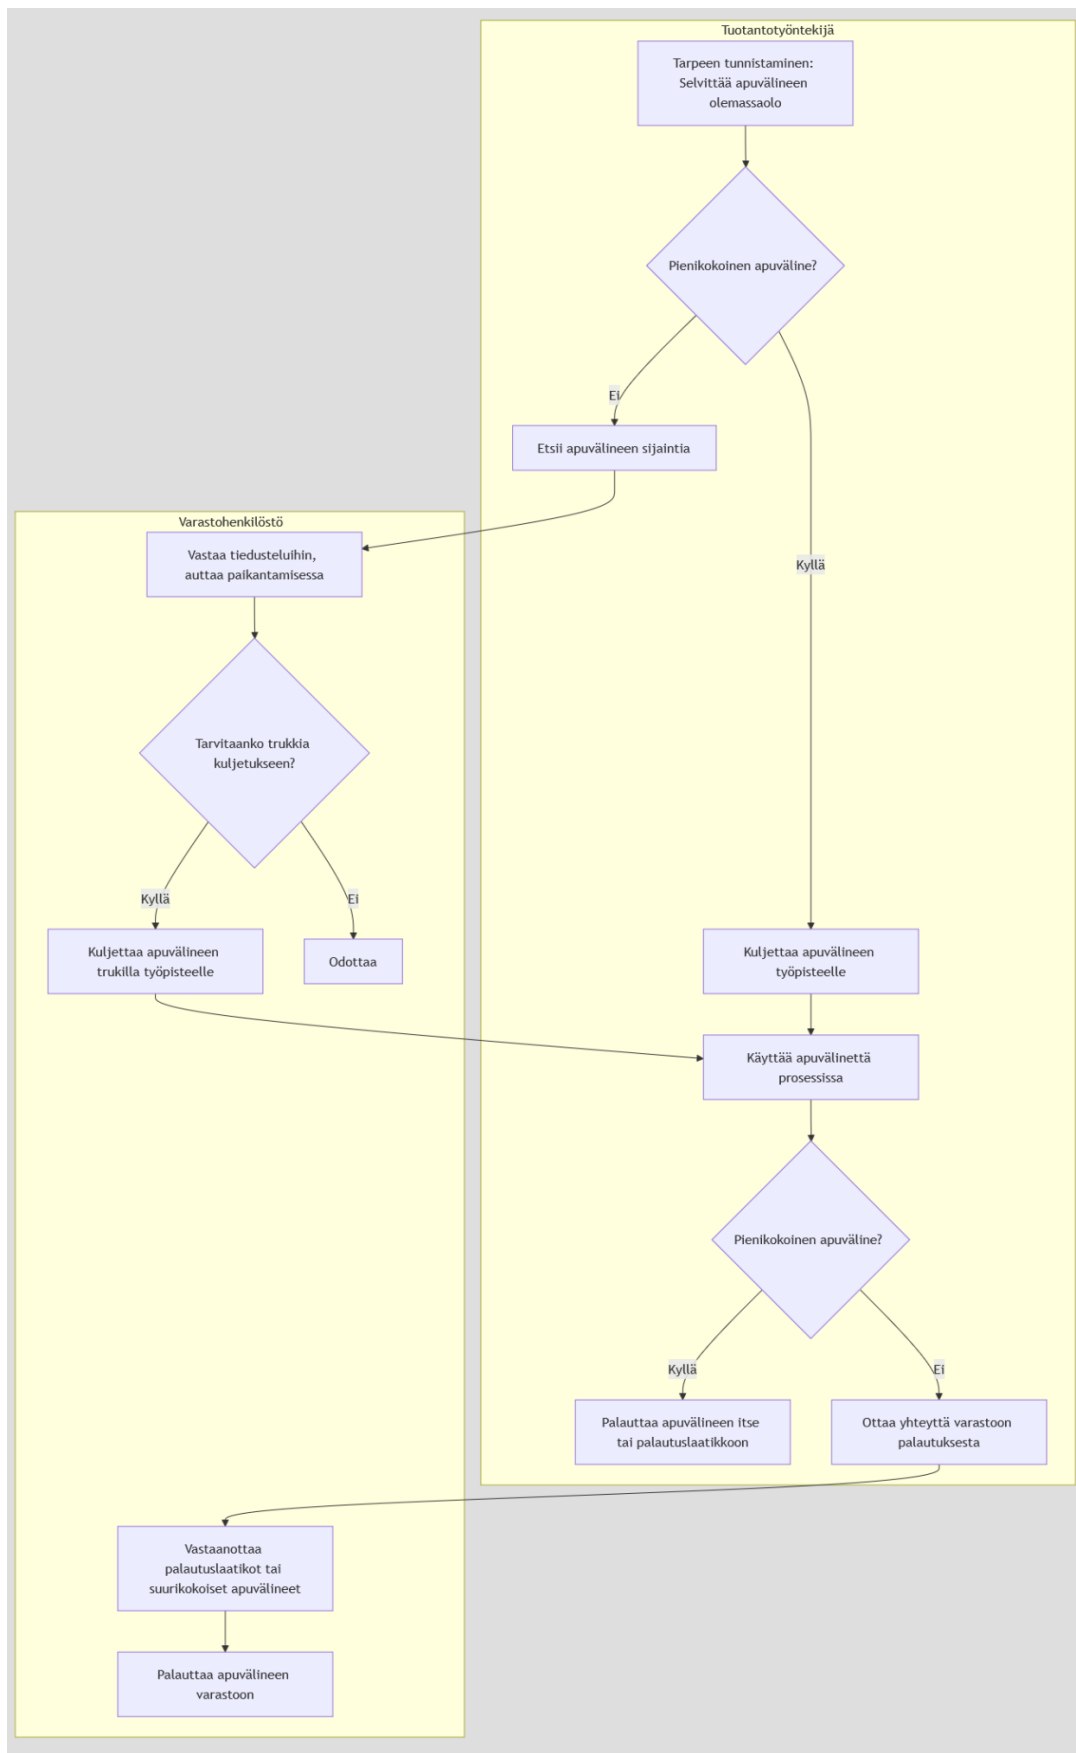 Tuotantotyöntekijä
Tarpeen tunnistaminen:
Selvittää apuvälineen
olemassaolo
Pienikokoinen apuväline?
Ei
Etsii apuvälineen sijaintia
Varastohenkilöstö
Vastaa tiedusteluihin,
auttaa paikantamisessa
Kyllä
Tarvitaanko trukkia
kuljetukseen?
Kyllä
Ei
Kuljettaa apuvälineen
trukilla työpisteelle
Odottaa
Kuljettaa apuvälineen
työpisteelle
Käyttää apuvälinettä
prosessissa
Pienikokoinen apuväline?
Kyllä
Ei
Palauttaa apuvälineen itse
tai palautuslaatikkoon
Ottaa yhteyttä varastoon
palautuksesta
Vastaanottaa
palautuslaatikot tai
suurikokoiset apuvälineet
Palauttaa apuvälineen
varastoon